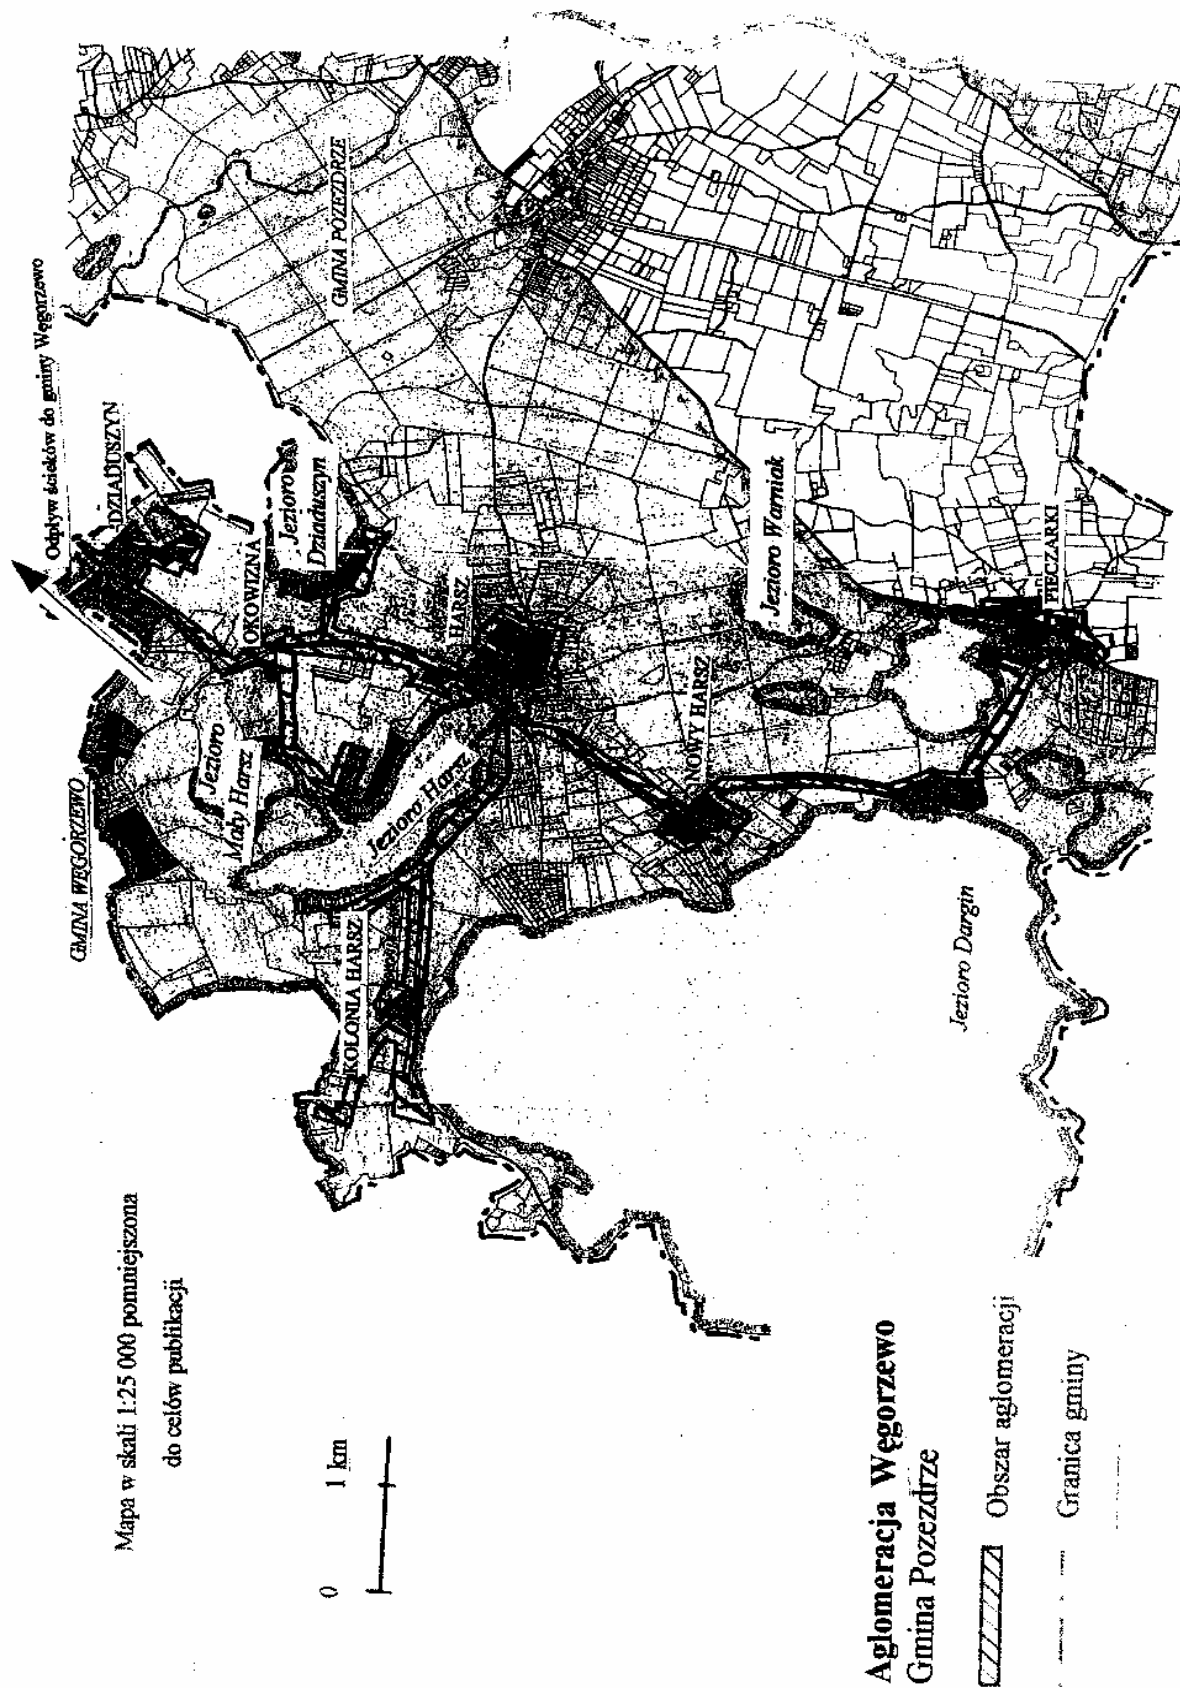 Mapa w skali 1:25 000 pomniejszona
do celów publikacji
0 1 km
Odpływ ścieków do gminy Węgorzewo
GMINA WĘGORZEWO
DZIADUSZYN
OKOWIZNA
Jezioro
Dziaduszyn
Jezioro
Mały Harsz
GMINA POZEZDRZE
KOLONIA HARSZ
Jezioro Harsz
HARSZ
NOWY HARSZ
Jezioro Warniak
Jezioro Dargin
PIECZARKI
Aglomeracja Węgorzewo
Gmina Pozezdrze
Obszar aglomeracji
Granica gminy